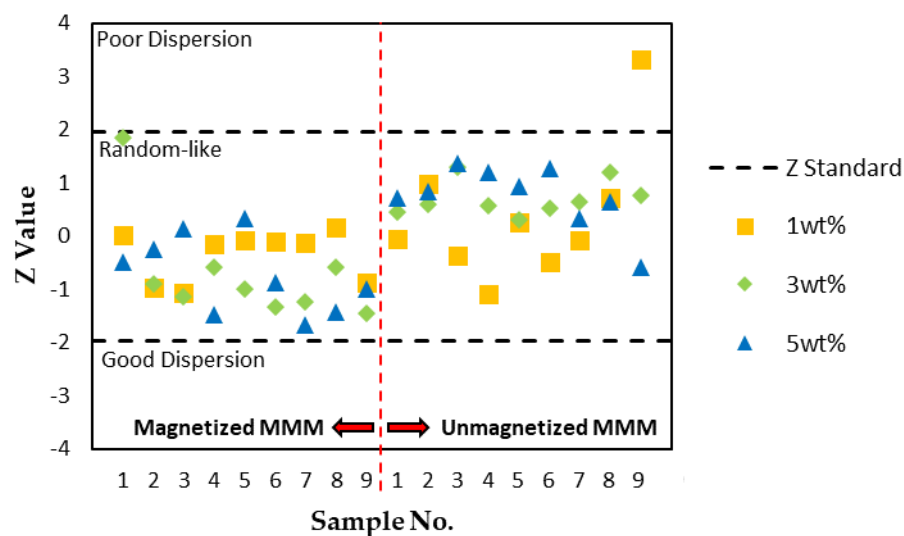 4
3
2
1
0
-1
-2
-3
-4
Z Value
Poor Dispersion
Random-like
Good Dispersion
Magnetized MMM
Unmagnetized MMM
1 2 3 4 5 6 7 8 9 1 2 3 4 5 6 7 8 9
Sample No.
Z Standard
1wt%
3wt%
5wt%